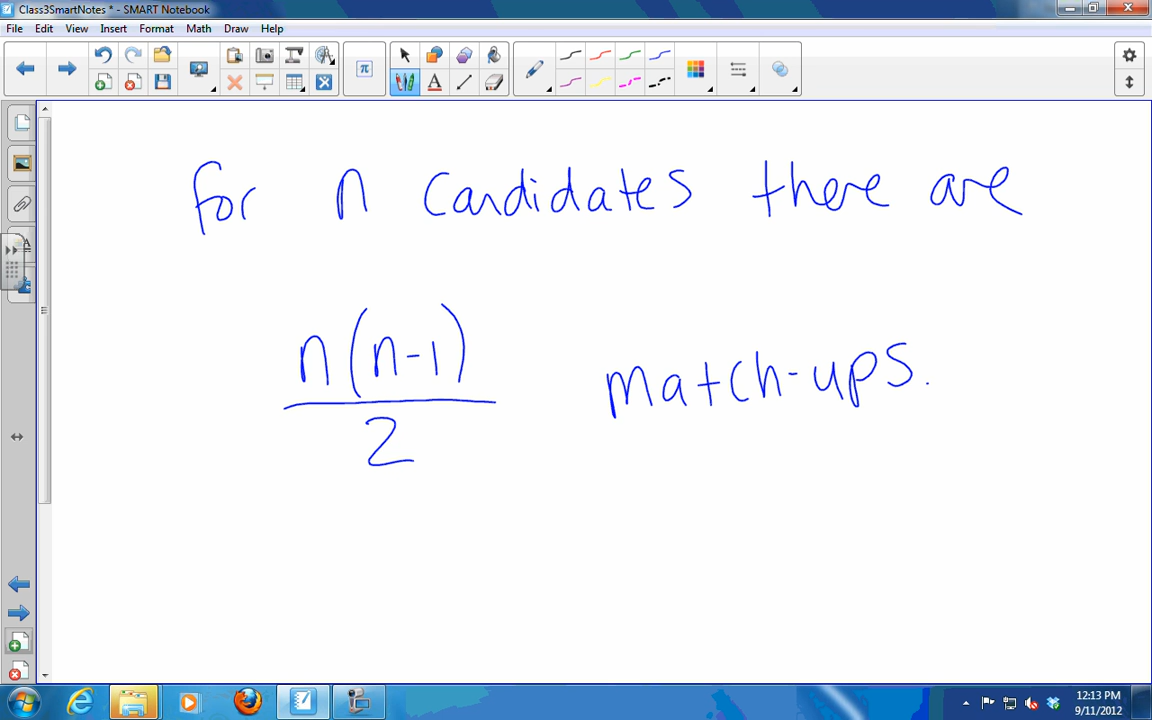 Class3SmartNotes * - SMART Notebook
File Edit View Insert Format Math Draw Help
π
A
for n candidates there are
n(n-1)
2
match-ups.
12:13 PM
9/11/2012